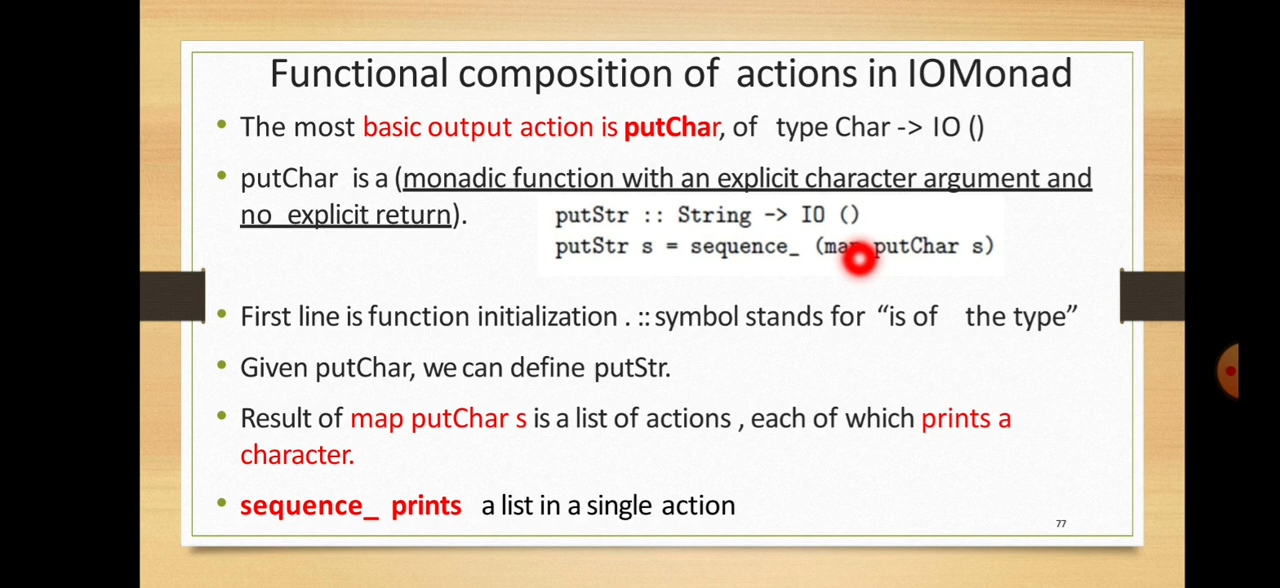 Functional composition of actions in IOMonad
• The most basic output action is putChar, of type Char -> IO ()
• putChar is a (monadic function with an explicit character argument and
no explicit return).
putStr :: String -> IO ()
putStr s = sequence_ (map putChar s)
• First line is function initialization . :: symbol stands for “is of the type”
• Given putChar, we can define putStr.
• Result of map putChar s is a list of actions , each of which prints a
character.
• sequence_ prints a list in a single action
77